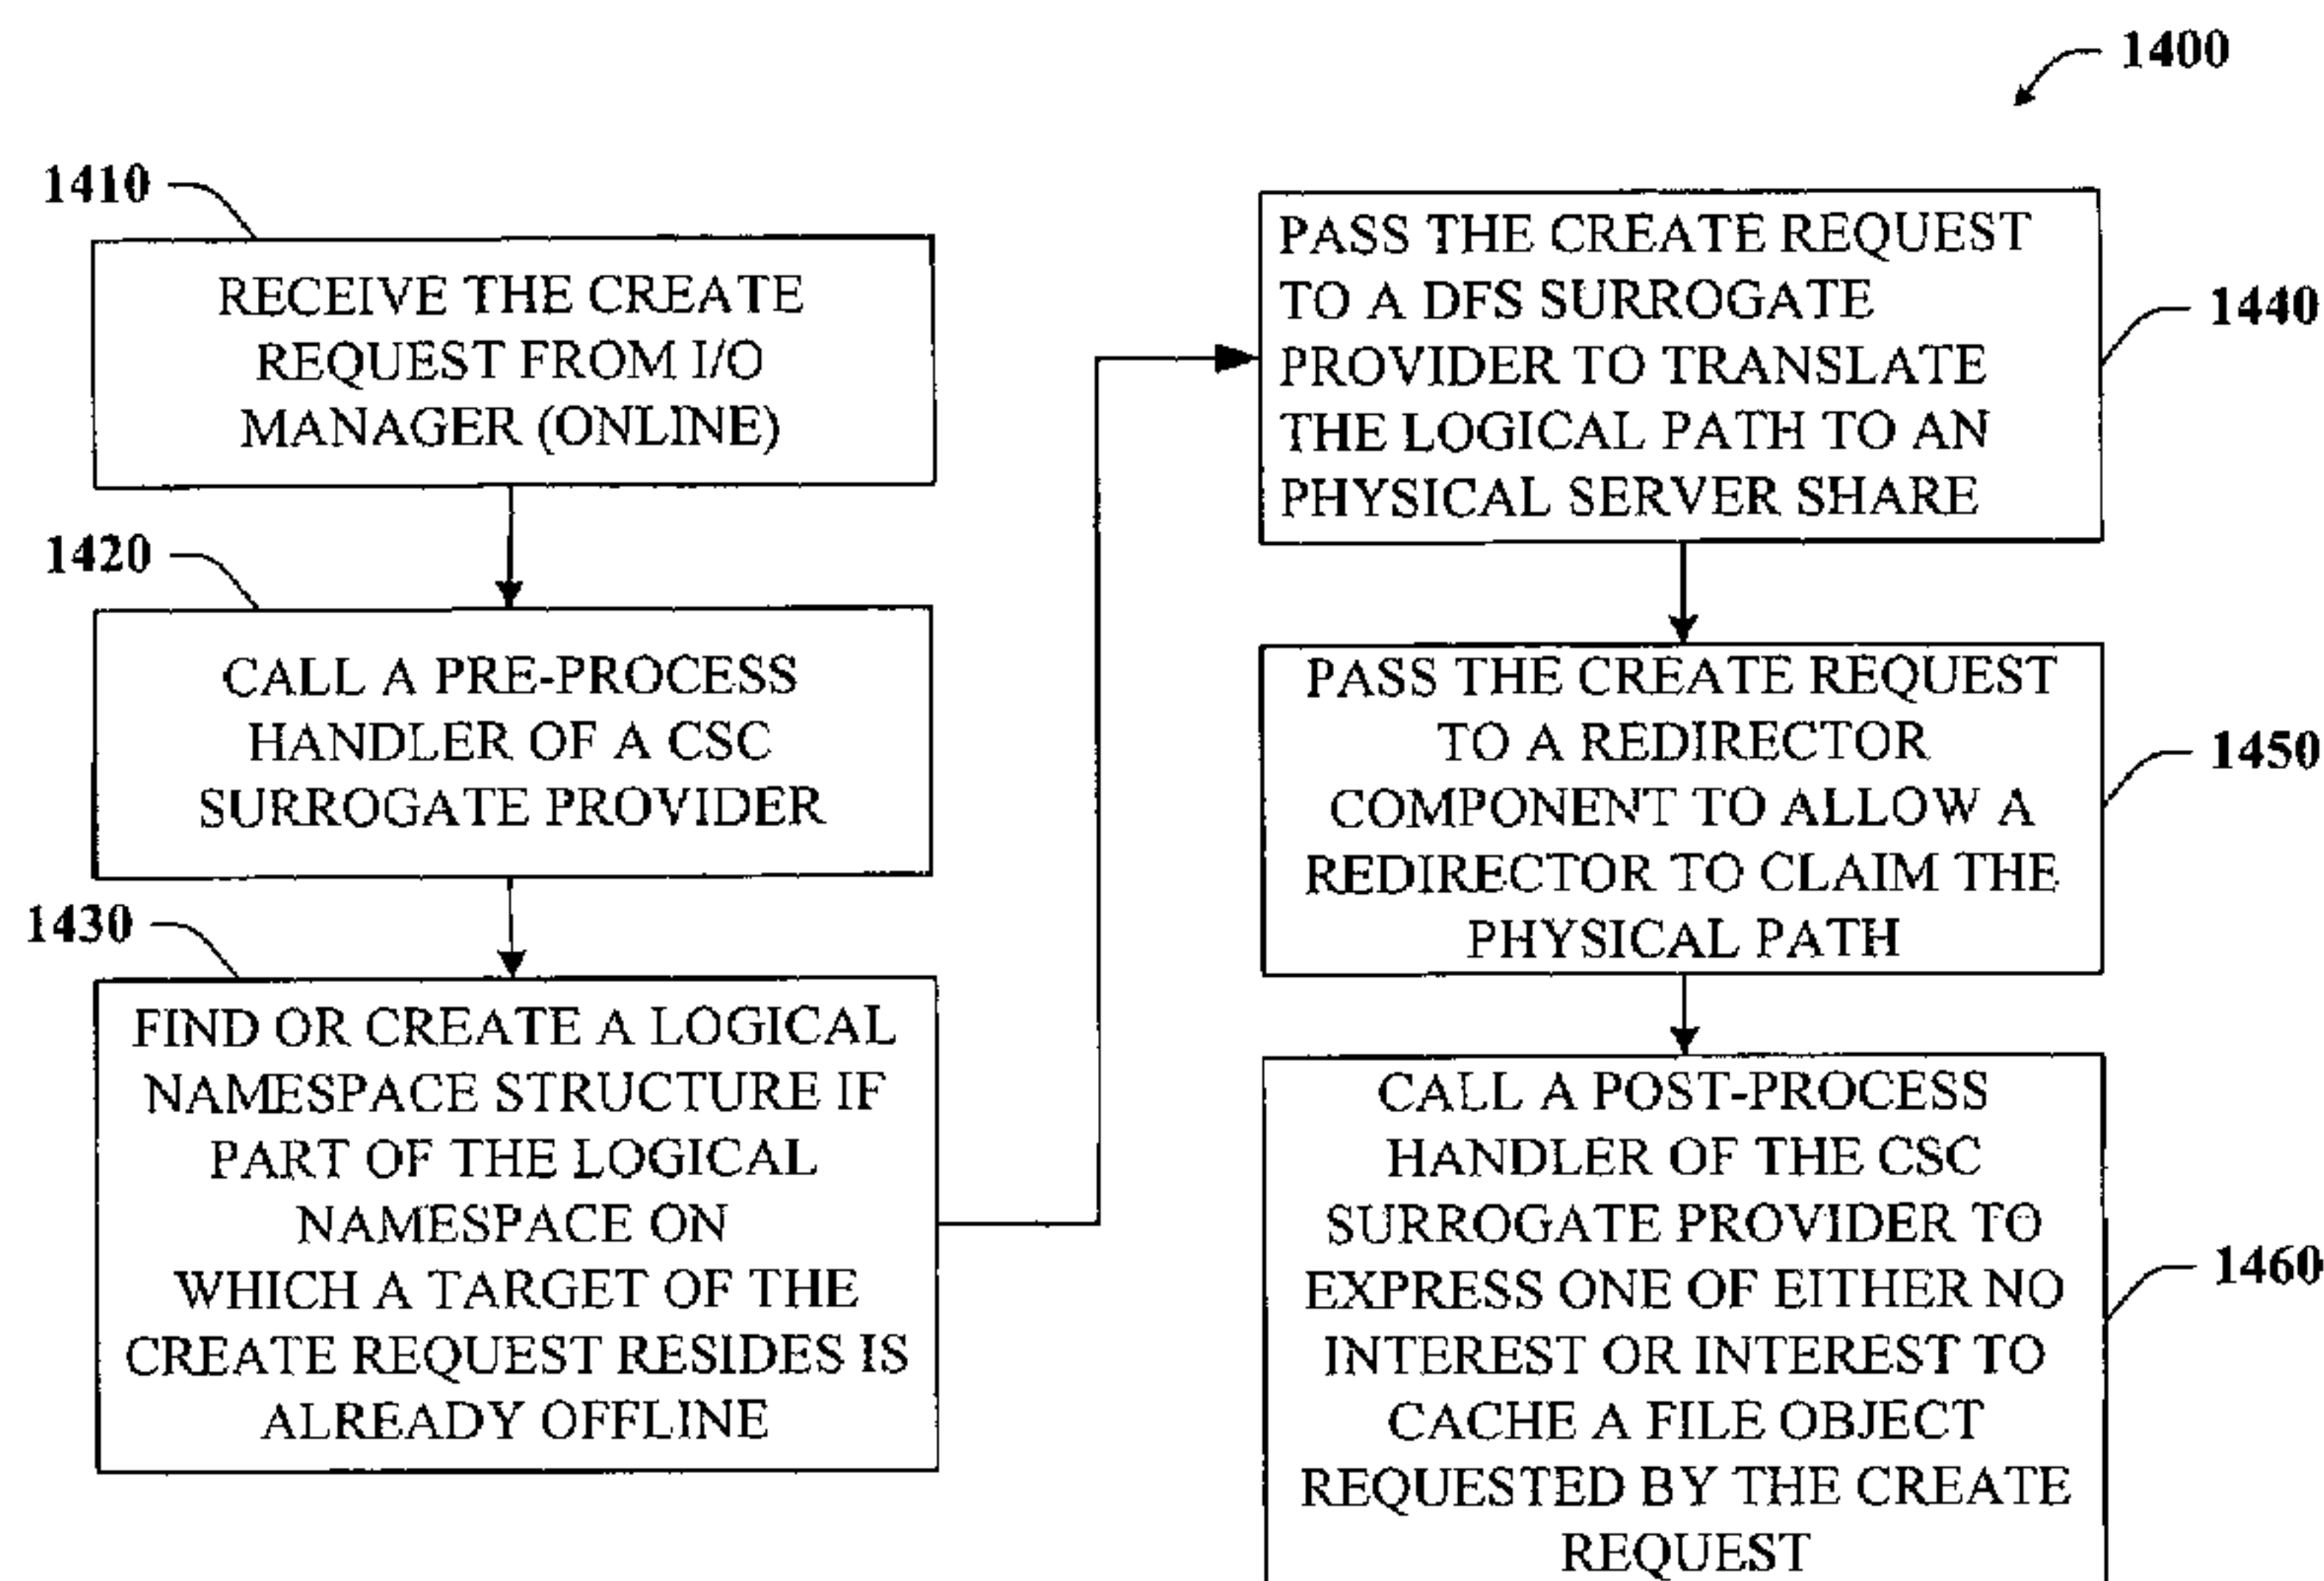 1400
1410
RECEIVE THE CREATE
REQUEST FROM I/O
MANAGER (ONLINE)
1420
CALL A PRE-PROCESS
HANDLER OF A CSC
SURROGATE PROVIDER
1430
FIND OR CREATE A LOGICAL
NAMESPACE STRUCTURE IF
PART OF THE LOGICAL
NAMESPACE ON
WHICH A TARGET OF THE
CREATE REQUEST RESIDES IS
ALREADY OFFLINE
PASS THE CREATE REQUEST
TO A DFS SURROGATE
PROVIDER TO TRANSLATE
THE LOGICAL PATH TO AN
PHYSICAL SERVER SHARE
1440
PASS THE CREATE REQUEST
TO A REDIRECTOR
COMPONENT TO ALLOW A
REDIRECTOR TO CLAIM THE
PHYSICAL PATH
1450
CALL A POST-PROCESS
HANDLER OF THE CSC
SURROGATE PROVIDER TO
EXPRESS ONE OF EITHER NO
INTEREST OR INTEREST TO
CACHE A FILE OBJECT
REQUESTED BY THE CREATE
REQUEST
1460